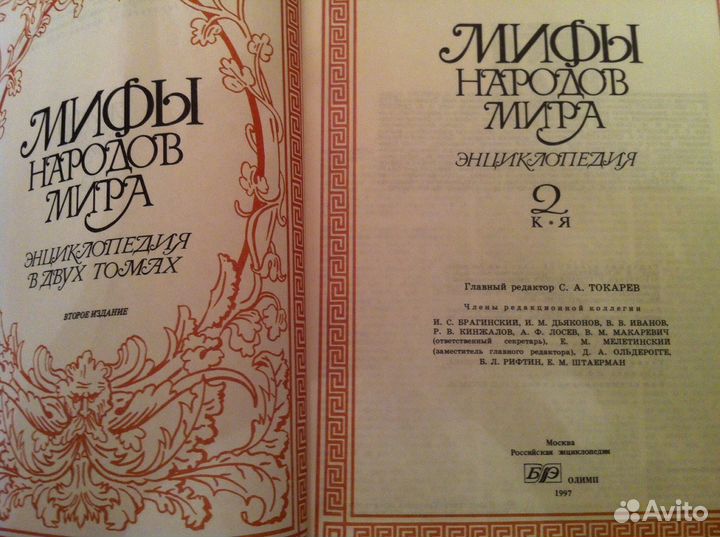 МИФЫ
НАРОДОВ
МИРА
ЭНЦИКЛОПЕДИЯ
В ДВУХ ТОМАХ
ВТОРОЕ ИЗДАНИЕ
МИФЫ
НАРОДОВ
МИРА
ЭНЦИКЛОПЕДИЯ
2
К • Я
Главный редактор С. А. ТОКАРЕВ
Члены редакционной коллегии
И. С. БРАГИНСКИЙ, И. М. ДЬЯКОНОВ, В. В. ИВАНОВ,
Р. В. КИНЖАЛОВ, А. Ф. ЛОСЕВ, В. М. МАКАРЕВИЧ
(ответственный секретарь), Е. М. МЕЛЕТИНСКИЙ
(заместитель главного редактора), Д. А. ОЛЬДЕРОГГЕ,
Б. Л. РИФТИН, Е. М. ШТАЕРМАН
Москва
Российская энциклопедия
БРЭ ОЛИМП
1997
Avito